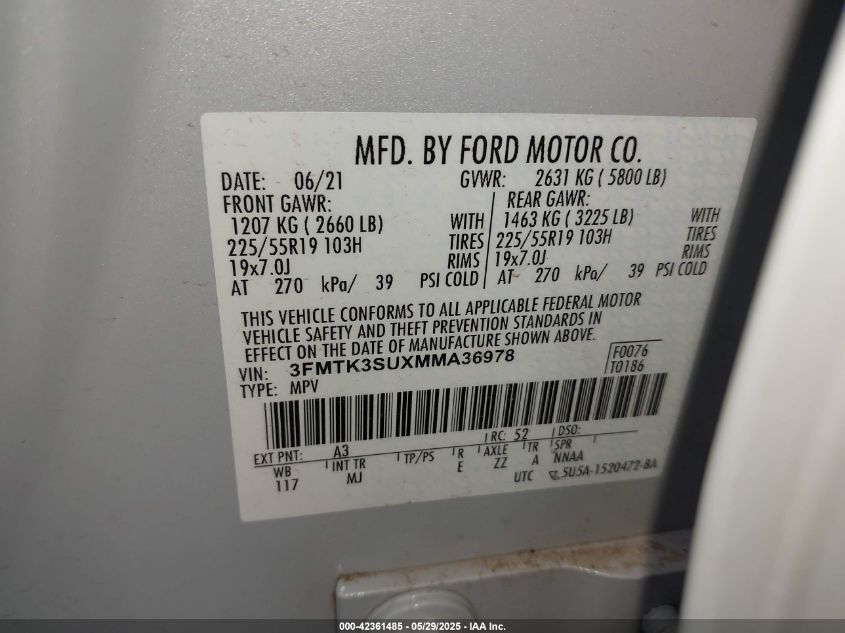 MFD. BY FORD MOTOR CO.
DATE: 06/21 GVWR: 2631 KG ( 5800 LB)
FRONT GAWR: REAR GAWR:
1207 KG ( 2660 LB) WITH 1463 KG ( 3225 LB) WITH
225/55R19 103H TIRES 225/55R19 103H TIRES
19x7.0J RIMS 19x7.0J RIMS
AT 270 kPa/ 39 PSI COLD AT 270 kPa/ 39 PSI COLD
THIS VEHICLE CONFORMS TO ALL APPLICABLE FEDERAL MOTOR
VEHICLE SAFETY AND THEFT PREVENTION STANDARDS IN
EFFECT ON THE DATE OF MANUFACTURE SHOWN ABOVE.
VIN: 3FMTK3SUXMMA36978 F0076
TYPE: MPV T0186
EXT PNT: A3 RC: 52 DSO:
WB INT TR TP/PS R AXLE TR SPR
117 MJ E ZZ A NNAA
UTC 5U5A-1520472-BA
000-42361485 - 05/29/2025 - IAA Inc.